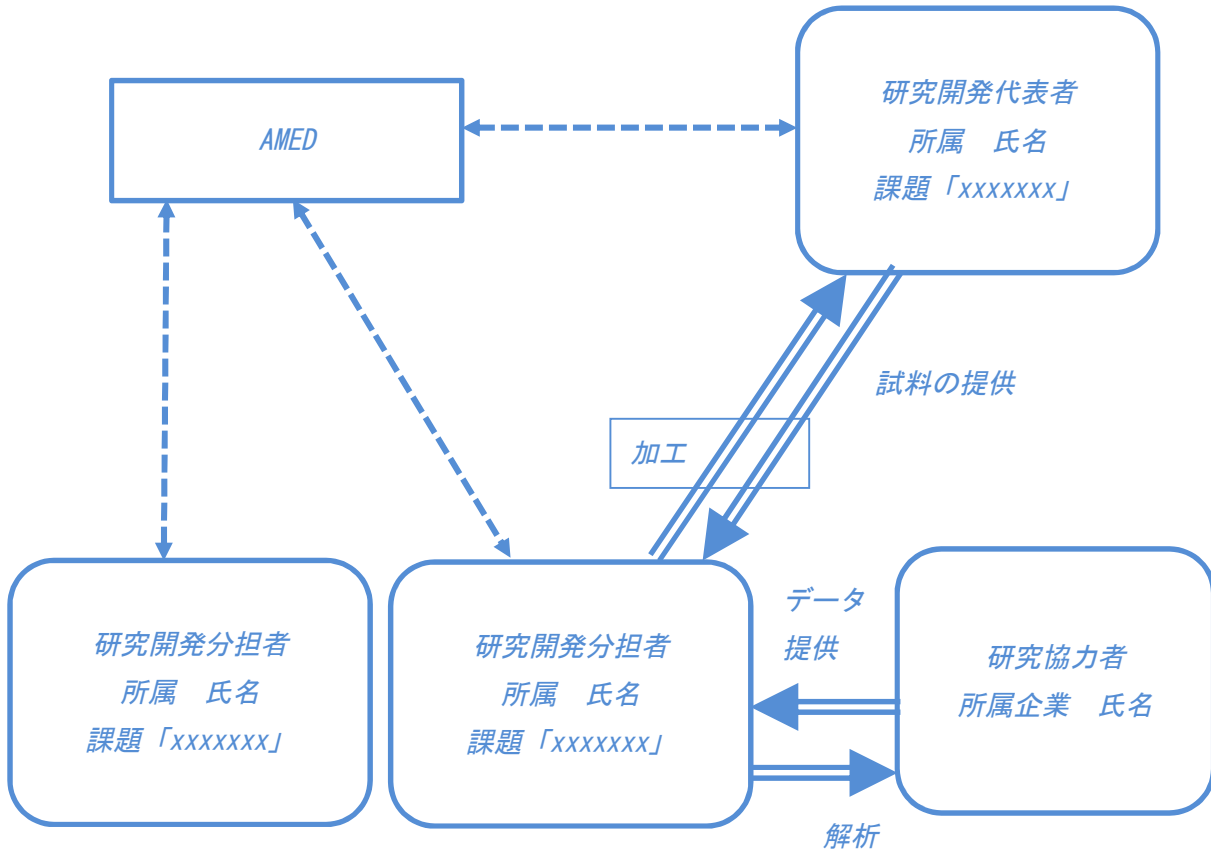 AMED
研究開発代表者
所属　氏名
課題「xxxxxxx」
試料の提供
加工
研究開発分担者
所属　氏名
課題「xxxxxxx」
研究開発分担者
所属　氏名
課題「xxxxxxx」
データ
提供
研究協力者
所属企業　氏名
解析